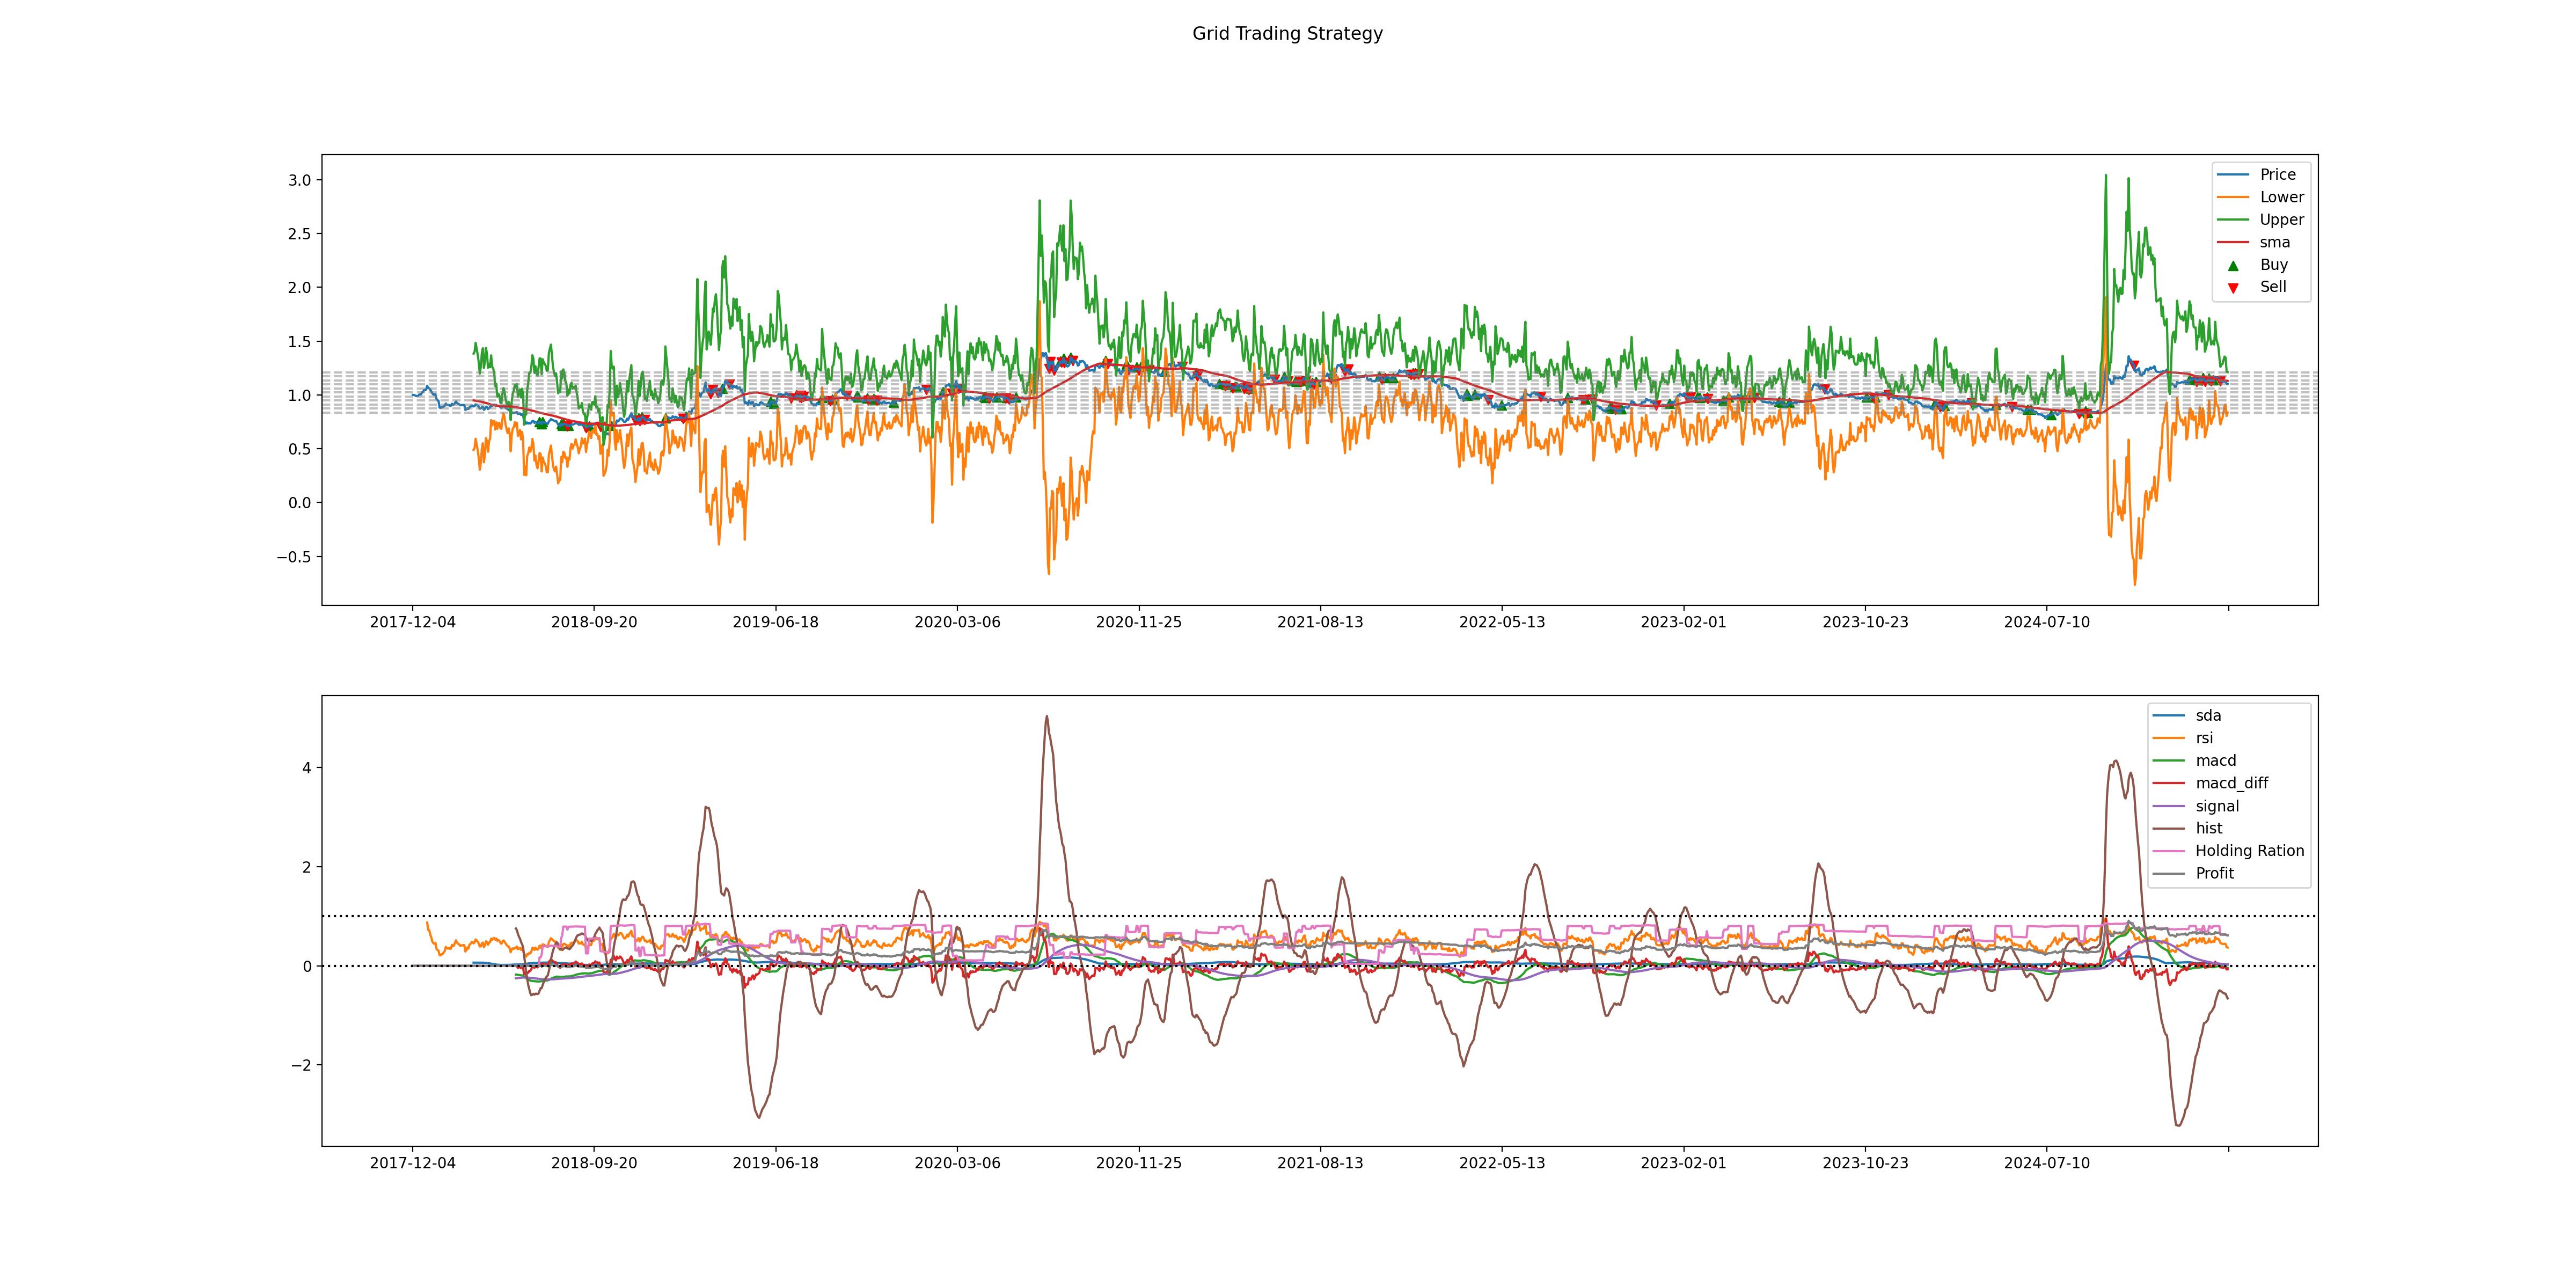 Grid Trading Strategy
3.0
2.5
2.0
1.5
1.0
0.5
0.0
−0.5
Price
Lower
Upper
sma
Buy
Sell
2017-12-04 2018-09-20 2019-06-18 2020-03-06 2020-11-25 2021-08-13 2022-05-13 2023-02-01 2023-10-23 2024-07-10
4
2
0
−2
sda
rsi
macd
macd_diff
signal
hist
Holding Ration
Profit
2017-12-04 2018-09-20 2019-06-18 2020-03-06 2020-11-25 2021-08-13 2022-05-13 2023-02-01 2023-10-23 2024-07-10